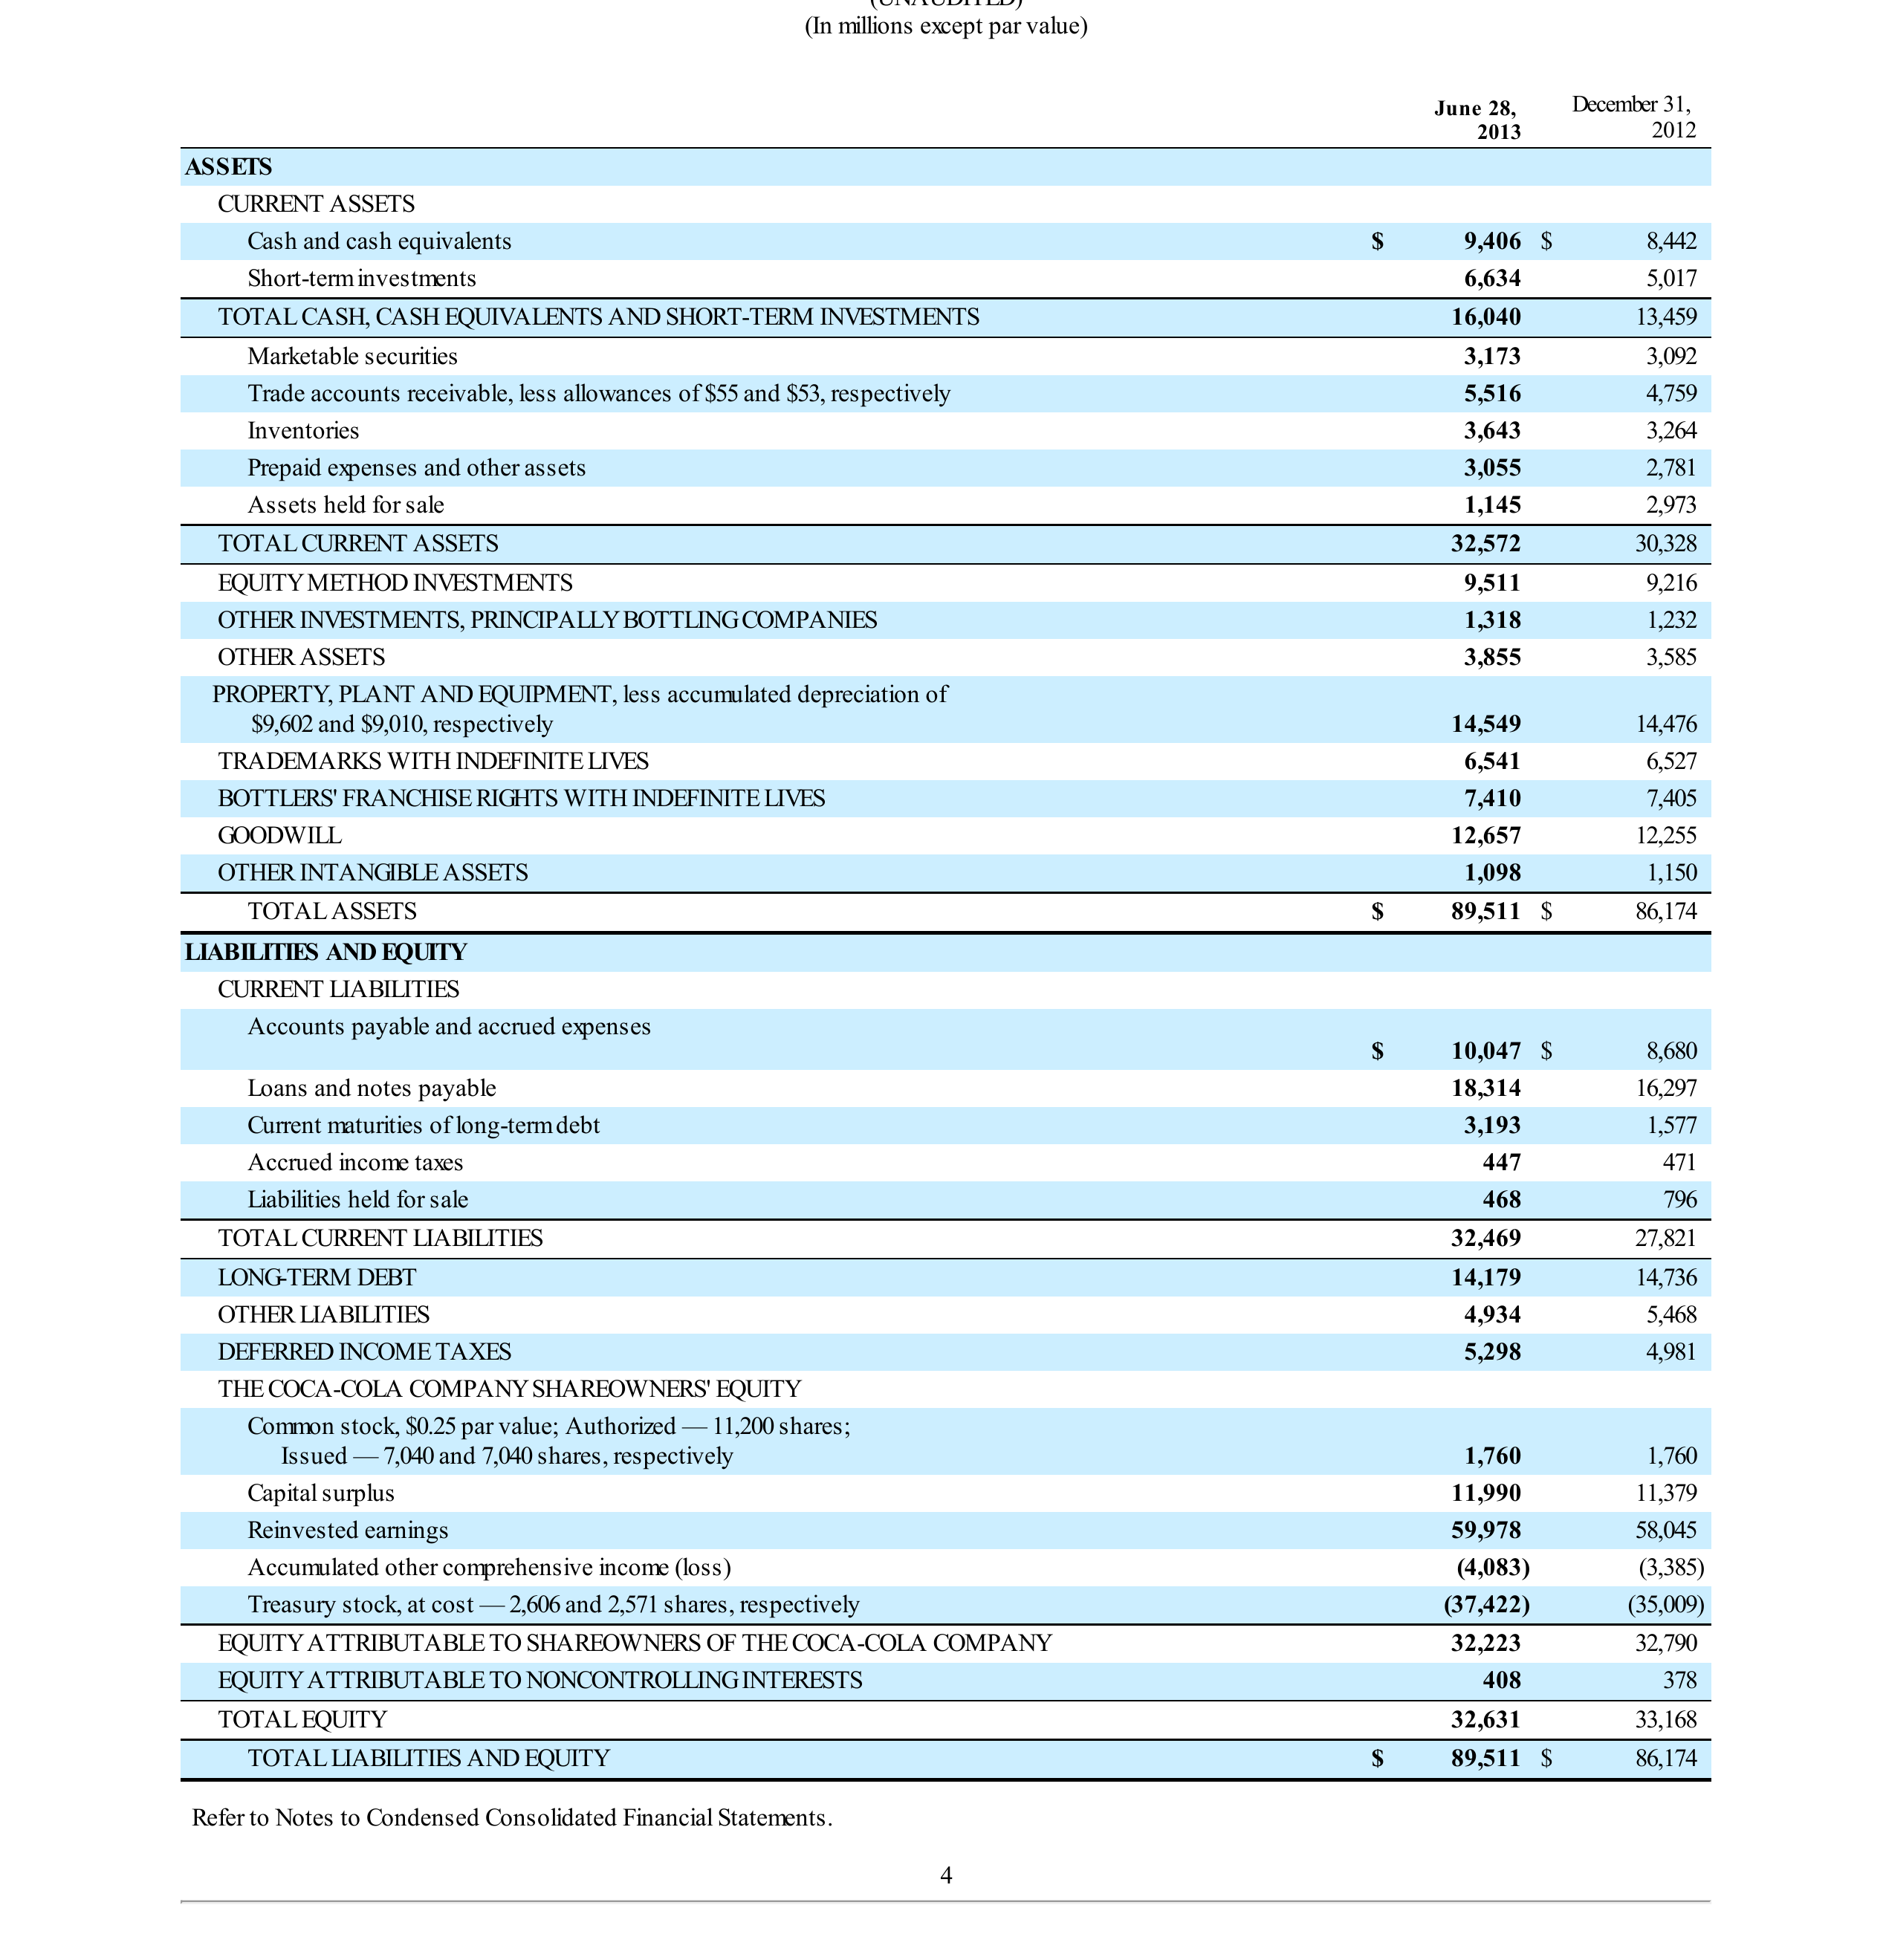 (UNAUDITED)
(In millions except par value)
June 28, 2013 December 31, 2012
ASSETS
CURRENT ASSETS
Cash and cash equivalents $ 9,406 $ 8,442
Short-term investments 6,634 5,017
TOTAL CASH, CASH EQUIVALENTS AND SHORT-TERM INVESTMENTS 16,040 13,459
Marketable securities 3,173 3,092
Trade accounts receivable, less allowances of $55 and $53, respectively 5,516 4,759
Inventories 3,643 3,264
Prepaid expenses and other assets 3,055 2,781
Assets held for sale 1,145 2,973
TOTAL CURRENT ASSETS 32,572 30,328
EQUITY METHOD INVESTMENTS 9,511 9,216
OTHER INVESTMENTS, PRINCIPALLY BOTTLING COMPANIES 1,318 1,232
OTHER ASSETS 3,855 3,585
PROPERTY, PLANT AND EQUIPMENT, less accumulated depreciation of
$9,602 and $9,010, respectively 14,549 14,476
TRADEMARKS WITH INDEFINITE LIVES 6,541 6,527
BOTTLERS' FRANCHISE RIGHTS WITH INDEFINITE LIVES 7,410 7,405
GOODWILL 12,657 12,255
OTHER INTANGIBLE ASSETS 1,098 1,150
TOTAL ASSETS $ 89,511 $ 86,174
LIABILITIES AND EQUITY
CURRENT LIABILITIES
Accounts payable and accrued expenses $ 10,047 $ 8,680
Loans and notes payable 18,314 16,297
Current maturities of long-term debt 3,193 1,577
Accrued income taxes 447 471
Liabilities held for sale 468 796
TOTAL CURRENT LIABILITIES 32,469 27,821
LONG-TERM DEBT 14,179 14,736
OTHER LIABILITIES 4,934 5,468
DEFERRED INCOME TAXES 5,298 4,981
THE COCA-COLA COMPANY SHAREOWNERS' EQUITY
Common stock, $0.25 par value; Authorized — 11,200 shares;
Issued — 7,040 and 7,040 shares, respectively 1,760 1,760
Capital surplus 11,990 11,379
Reinvested earnings 59,978 58,045
Accumulated other comprehensive income (loss) (4,083) (3,385)
Treasury stock, at cost — 2,606 and 2,571 shares, respectively (37,422) (35,009)
EQUITY ATTRIBUTABLE TO SHAREOWNERS OF THE COCA-COLA COMPANY 32,223 32,790
EQUITY ATTRIBUTABLE TO NONCONTROLLING INTERESTS 408 378
TOTAL EQUITY 32,631 33,168
TOTAL LIABILITIES AND EQUITY $ 89,511 $ 86,174
Refer to Notes to Condensed Consolidated Financial Statements.
4